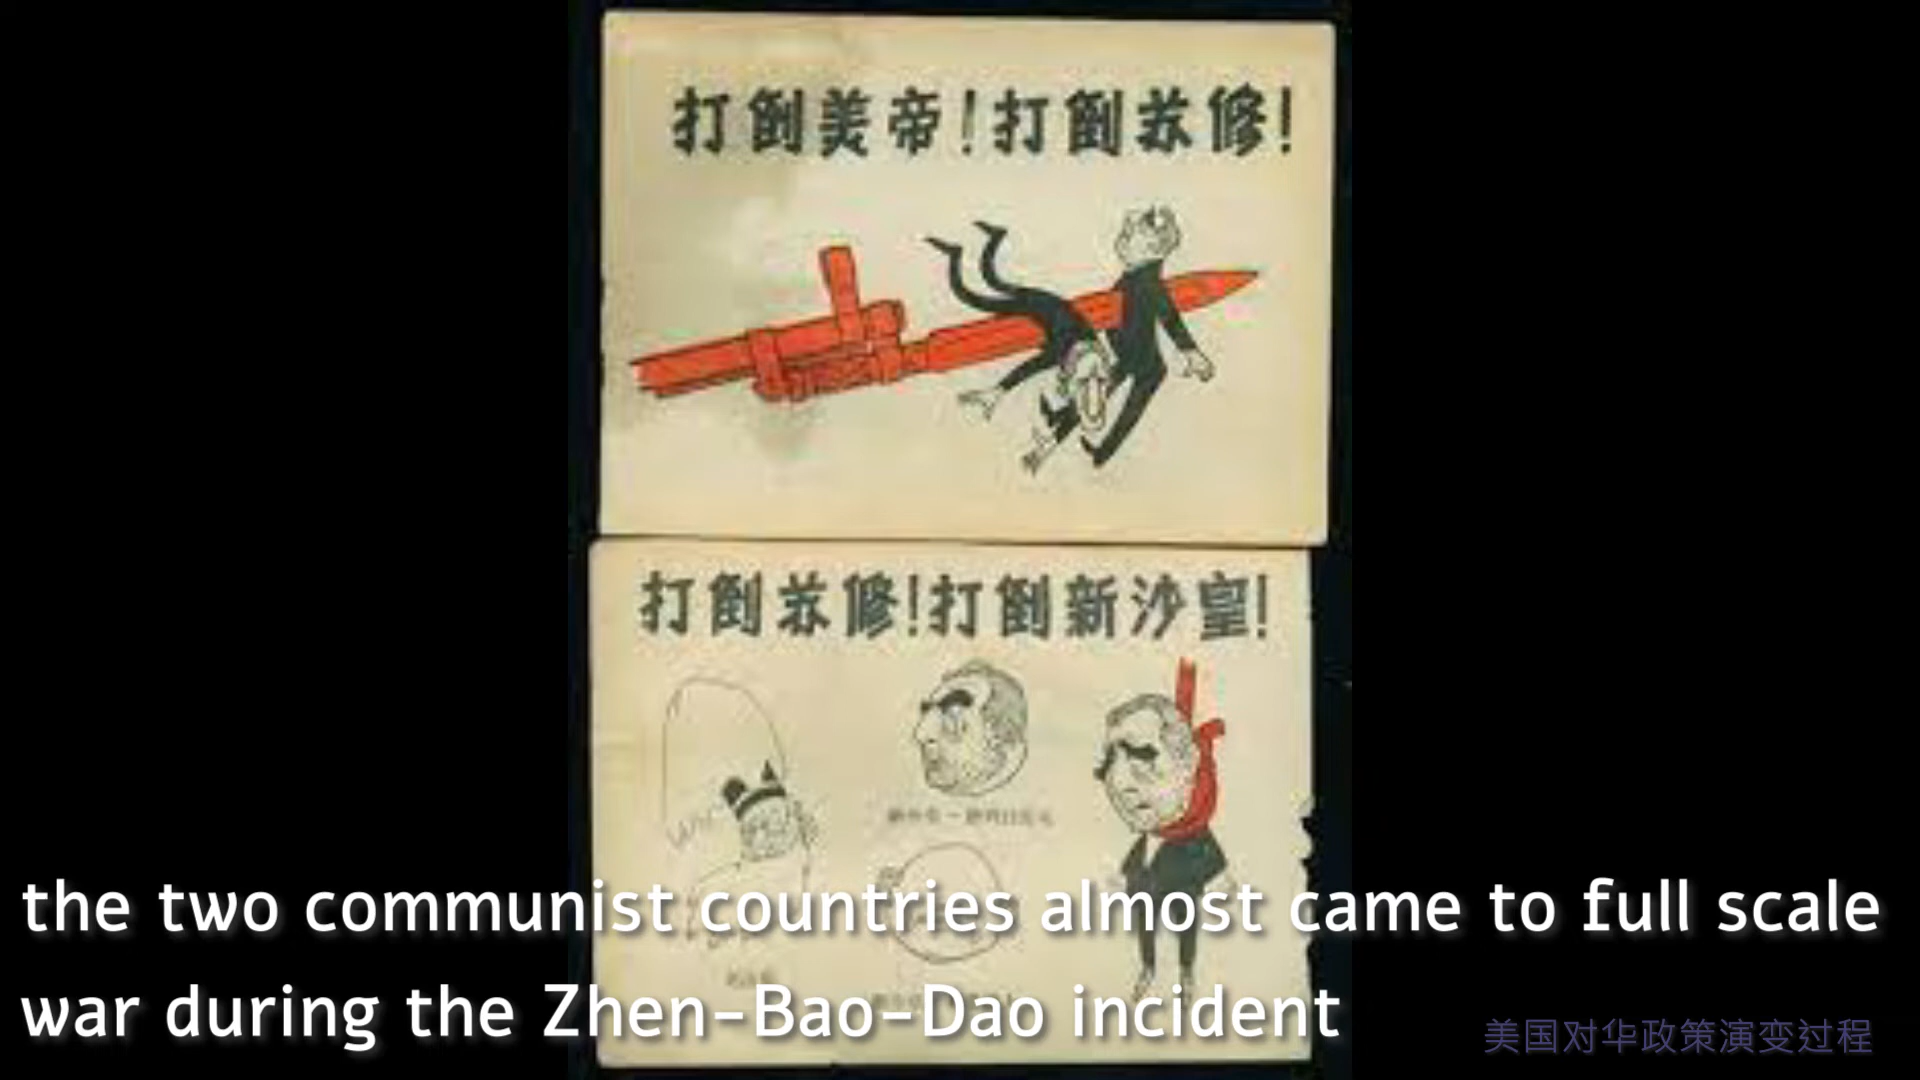 打倒美帝!打倒苏修!
打倒苏修!打倒新沙皇!
the two communist countries almost came to full scale
war during the Zhen-Bao-Dao incident
美国对华政策演变过程